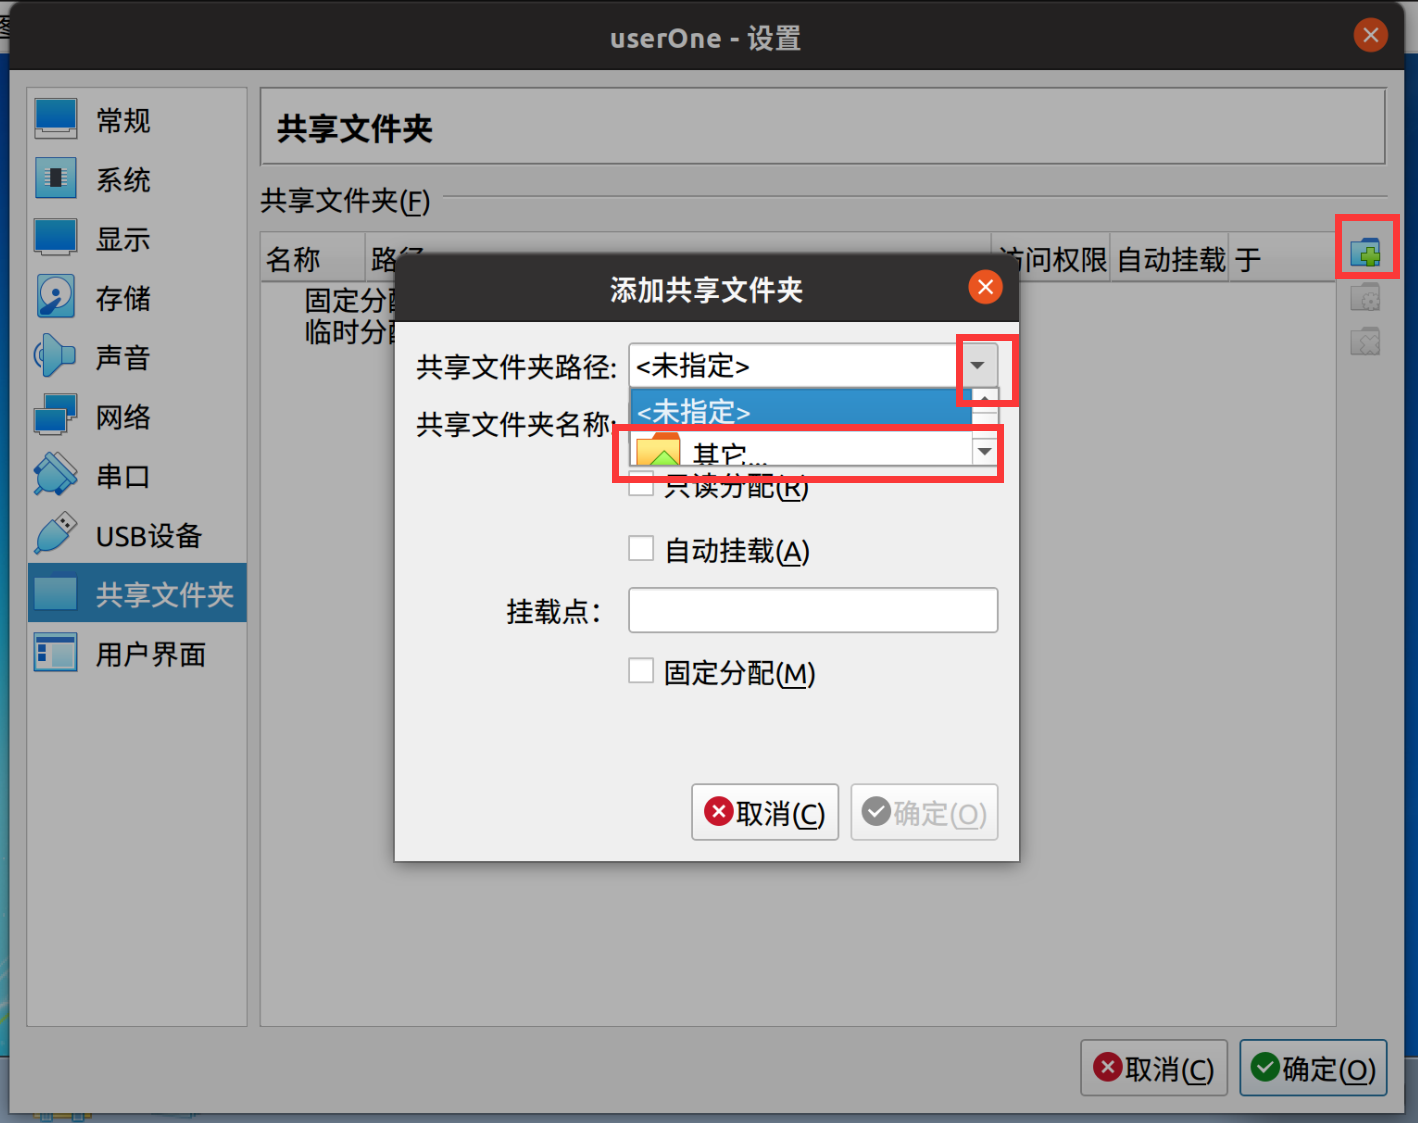 userOne - 设置
常规
系统
显示
存储
声音
网络
串口
USB设备
共享文件夹
用户界面
共享文件夹
共享文件夹(F)
名称 路径 访问权限 自动挂载 于
固定分配
临时分配
添加共享文件夹
共享文件夹路径: <未指定>
<未指定>
共享文件夹名称:
其它...
只读分配(R)
自动挂载(A)
挂载点:
固定分配(M)
取消(C) 确定(O)
取消(C) 确定(O)